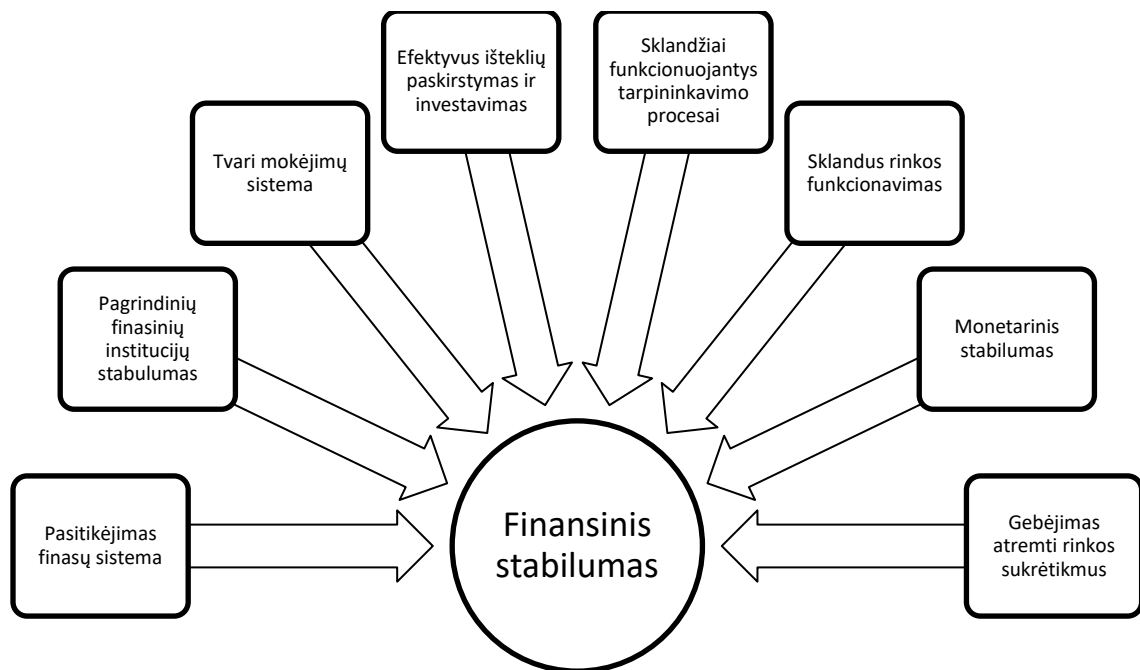 Efektyvus išteklių
paskirstymas ir
investavimas
Sklandžiai
funkcionuojantys
tarpininkavimo
procesai
Tvari mokėjimų
sistema
Sklandus rinkos
funkcionavimas
Pagrindinių
finasinių
institucijų
stabulumas
Monetarinis
stabilumas
Pasitikėjimas
finasų sistema
Finansinis
stabilumas
Gebėjimas
atremti rinkos
sukrėtikmus